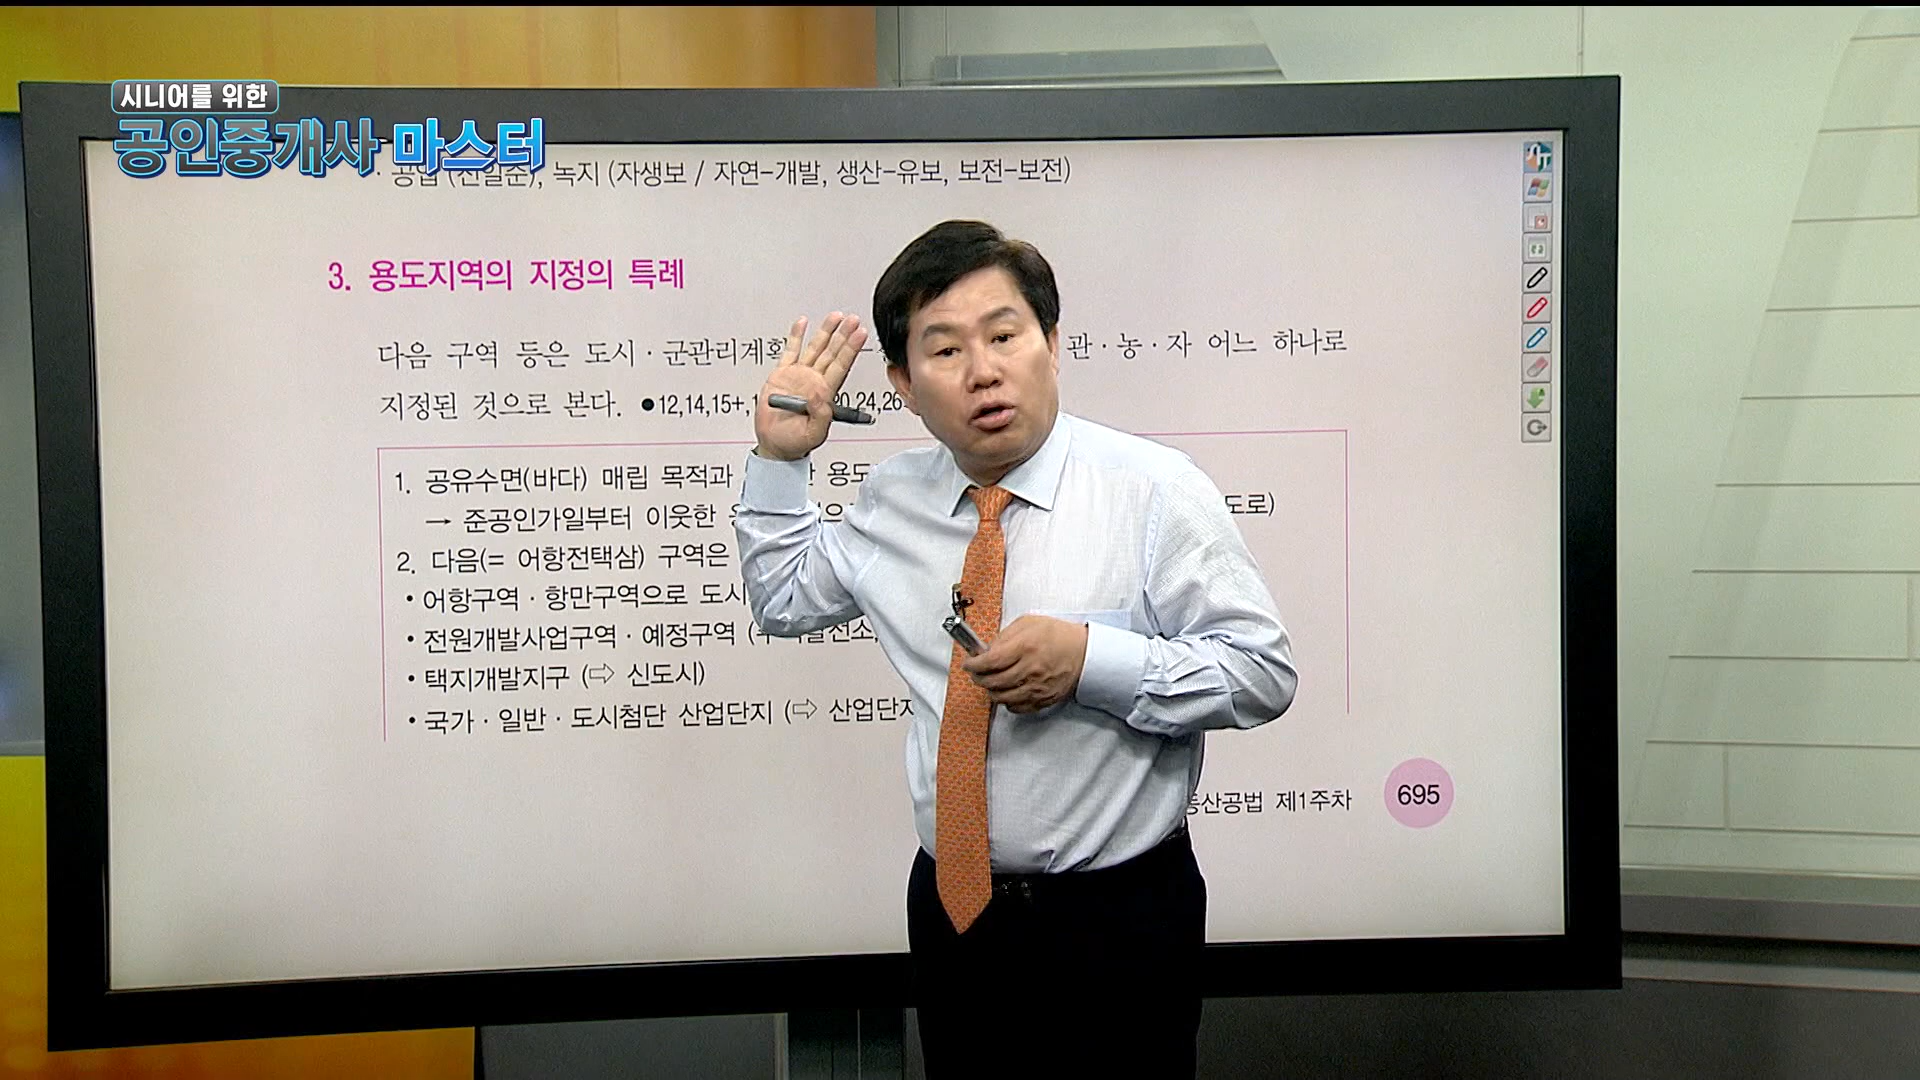 시니어를 위한
공인중개사 마스터
녹지 (자생보 / 자연-개발, 생산-유보, 보전-보전)
3. 용도지역의 지정의 특례
다음 구역 등은 도시·군관리계획 관·농·자 어느 하나로
지정된 것으로 본다. ●12,14,15+, 20,24,26
1. 공유수면(바다) 매립 목적과 용도
→ 준공인가일부터 이웃한 도로)
2. 다음(= 어항전택삼) 구역은
• 어항구역·항만구역으로 도시
• 전원개발사업구역·예정구역
• 택지개발지구 (⇨ 신도시)
• 국가·일반·도시첨단 산업단지 (⇨ 산업단지
동산공법 제1주차 695